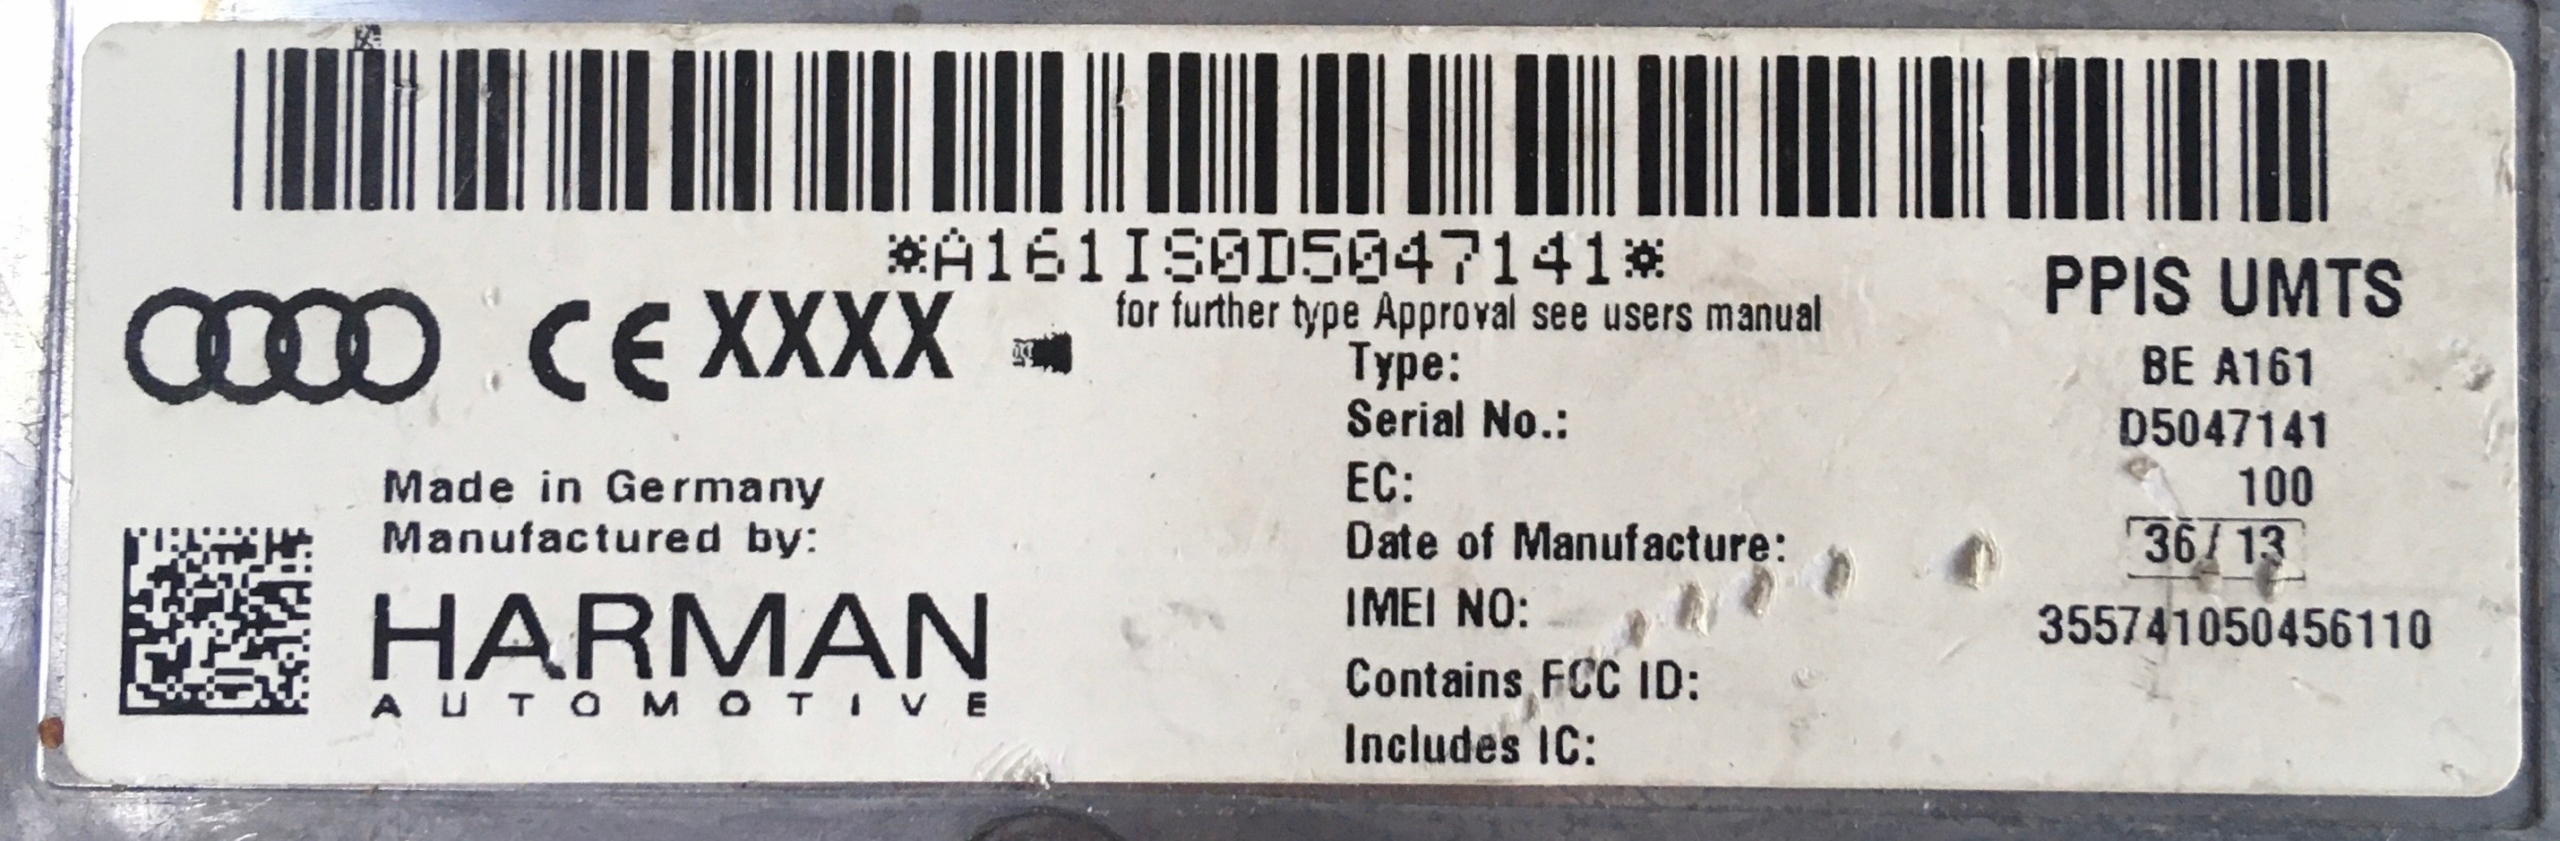 *A161IS0D5047141*
CE XXXX
for further type Approval see users manual
PPIS UMTS
Type: BE A161
Serial No.: D5047141
EC: 100
Date of Manufacture: 36/13
IMEI NO: 355741050456110
Contains FCC ID:
Includes IC:
Made in Germany
Manufactured by:
HARMAN
AUTOMOTIVE